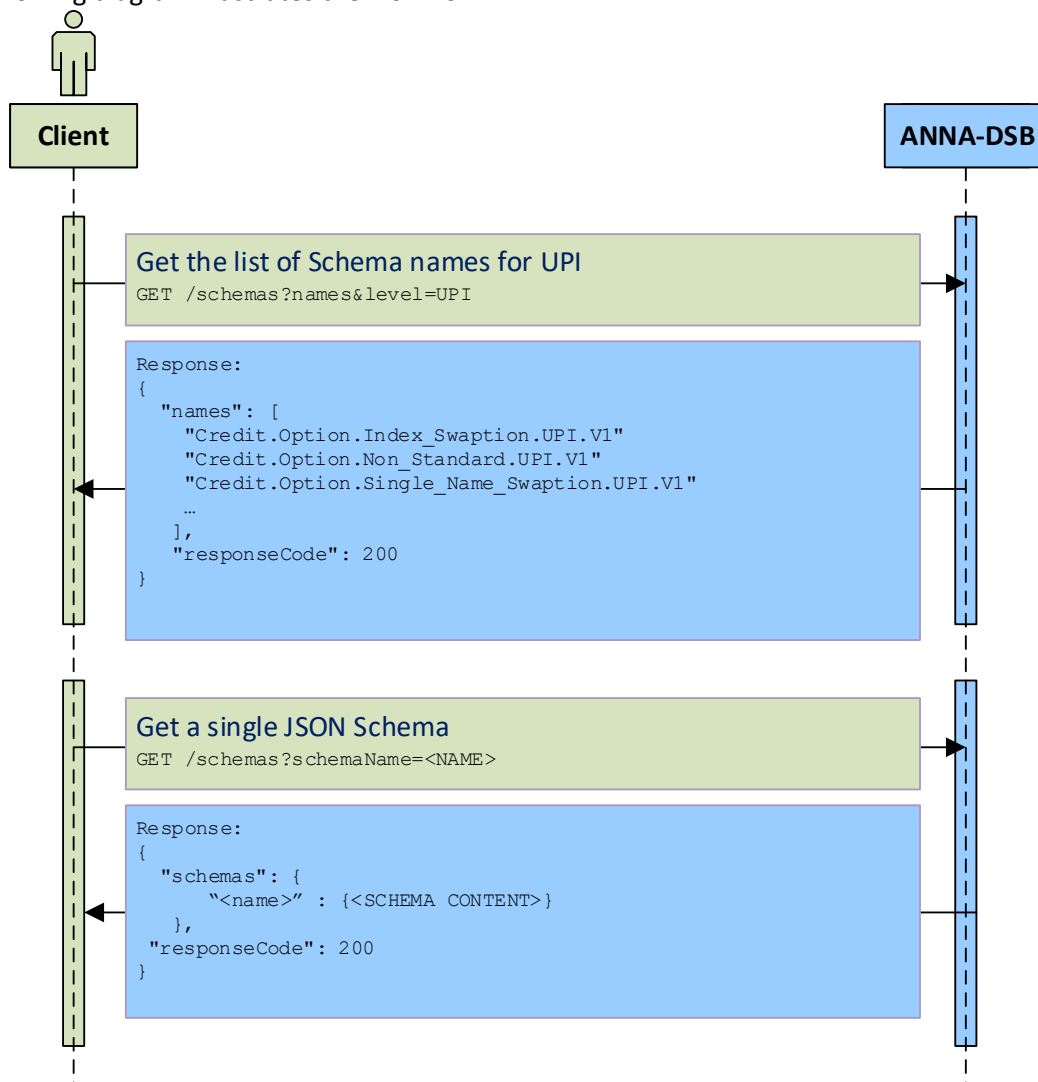 Client
ANNA-DSB
Get the list of Schema names for UPI
GET /schemas?names&level=UPI
Response:
{
"names": [
"Credit.Option.Index_Swaption.UPI.V1"
"Credit.Option.Non_Standard.UPI.V1"
"Credit.Option.Single_Name_Swaption.UPI.V1"
…
],
"responseCode": 200
}
Get a single JSON Schema
GET /schemas?schemaName=<NAME>
Response:
{
"schemas": {
“<name>” : {<SCHEMA CONTENT>}
},
"responseCode": 200
}